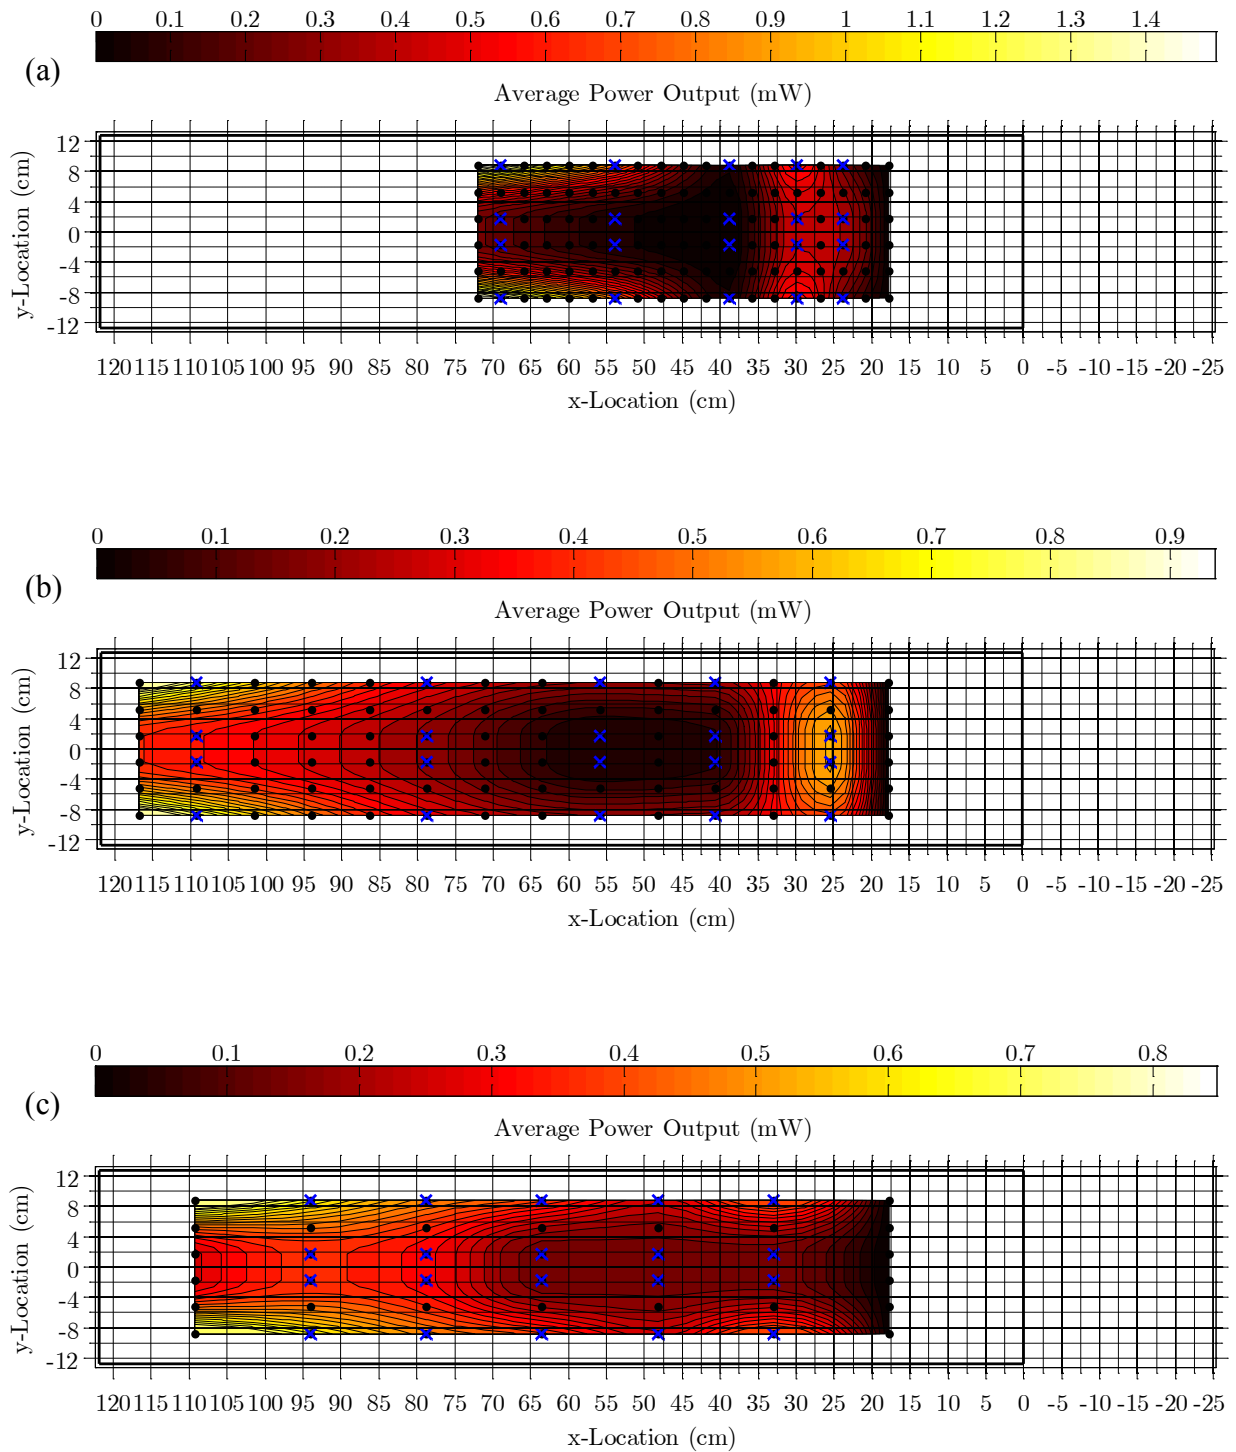 0 0.1 0.2 0.3 0.4 0.5 0.6 0.7 0.8 0.9 1 1.1 1.2 1.3 1.4
(a)
Average Power Output (mW)
12
8
4
0
-4
-8
-12
y-Location (cm)
120 115 110 105 100 95 90 85 80 75 70 65 60 55 50 45 40 35 30 25 20 15 10 5 0 -5 -10 -15 -20 -25
x-Location (cm)
0 0.1 0.2 0.3 0.4 0.5 0.6 0.7 0.8 0.9
(b)
Average Power Output (mW)
12
8
4
0
-4
-8
-12
y-Location (cm)
120 115 110 105 100 95 90 85 80 75 70 65 60 55 50 45 40 35 30 25 20 15 10 5 0 -5 -10 -15 -20 -25
x-Location (cm)
0 0.1 0.2 0.3 0.4 0.5 0.6 0.7 0.8
(c)
Average Power Output (mW)
12
8
4
0
-4
-8
-12
y-Location (cm)
120 115 110 105 100 95 90 85 80 75 70 65 60 55 50 45 40 35 30 25 20 15 10 5 0 -5 -10 -15 -20 -25
x-Location (cm)